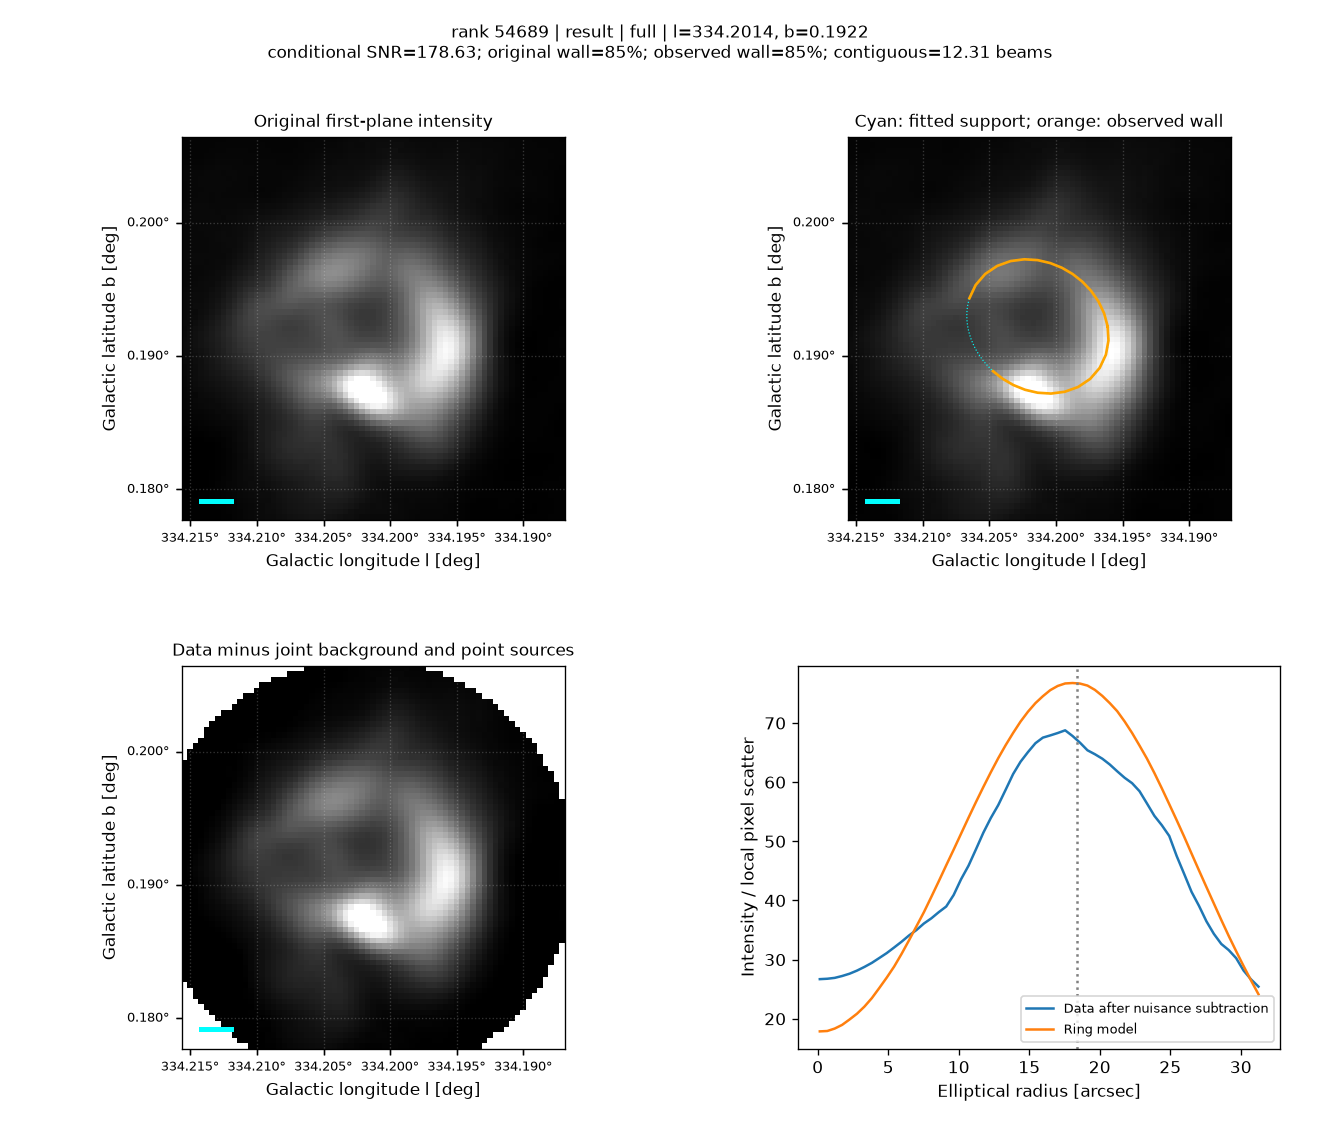 rank 54689 | result | full | l=334.2014, b=0.1922
conditional SNR=178.63; original wall=85%; observed wall=85%; contiguous=12.31 beams
Original first-plane intensity
0.200°
0.190°
0.180°
Galactic latitude b [deg]
334.215° 334.210° 334.205° 334.200° 334.195° 334.190°
Galactic longitude l [deg]
Cyan: fitted support; orange: observed wall
0.200°
0.190°
0.180°
Galactic latitude b [deg]
334.215° 334.210° 334.205° 334.200° 334.195° 334.190°
Galactic longitude l [deg]
Data minus joint background and point sources
0.200°
0.190°
0.180°
Galactic latitude b [deg]
334.215° 334.210° 334.205° 334.200° 334.195° 334.190°
Galactic longitude l [deg]
70
60
50
40
30
20
Intensity / local pixel scatter
Data after nuisance subtraction
Ring model
0 5 10 15 20 25 30
Elliptical radius [arcsec]